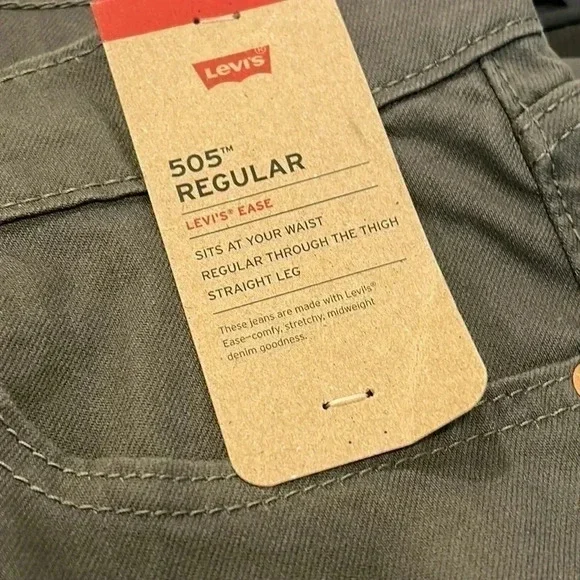 Levi's®
505™
REGULAR
LEVI'S® EASE
SITS AT YOUR WAIST
REGULAR THROUGH THE THIGH
STRAIGHT LEG
These jeans are made with Levils®
Ease—comfy, stretchy, midweight
denim goodness.